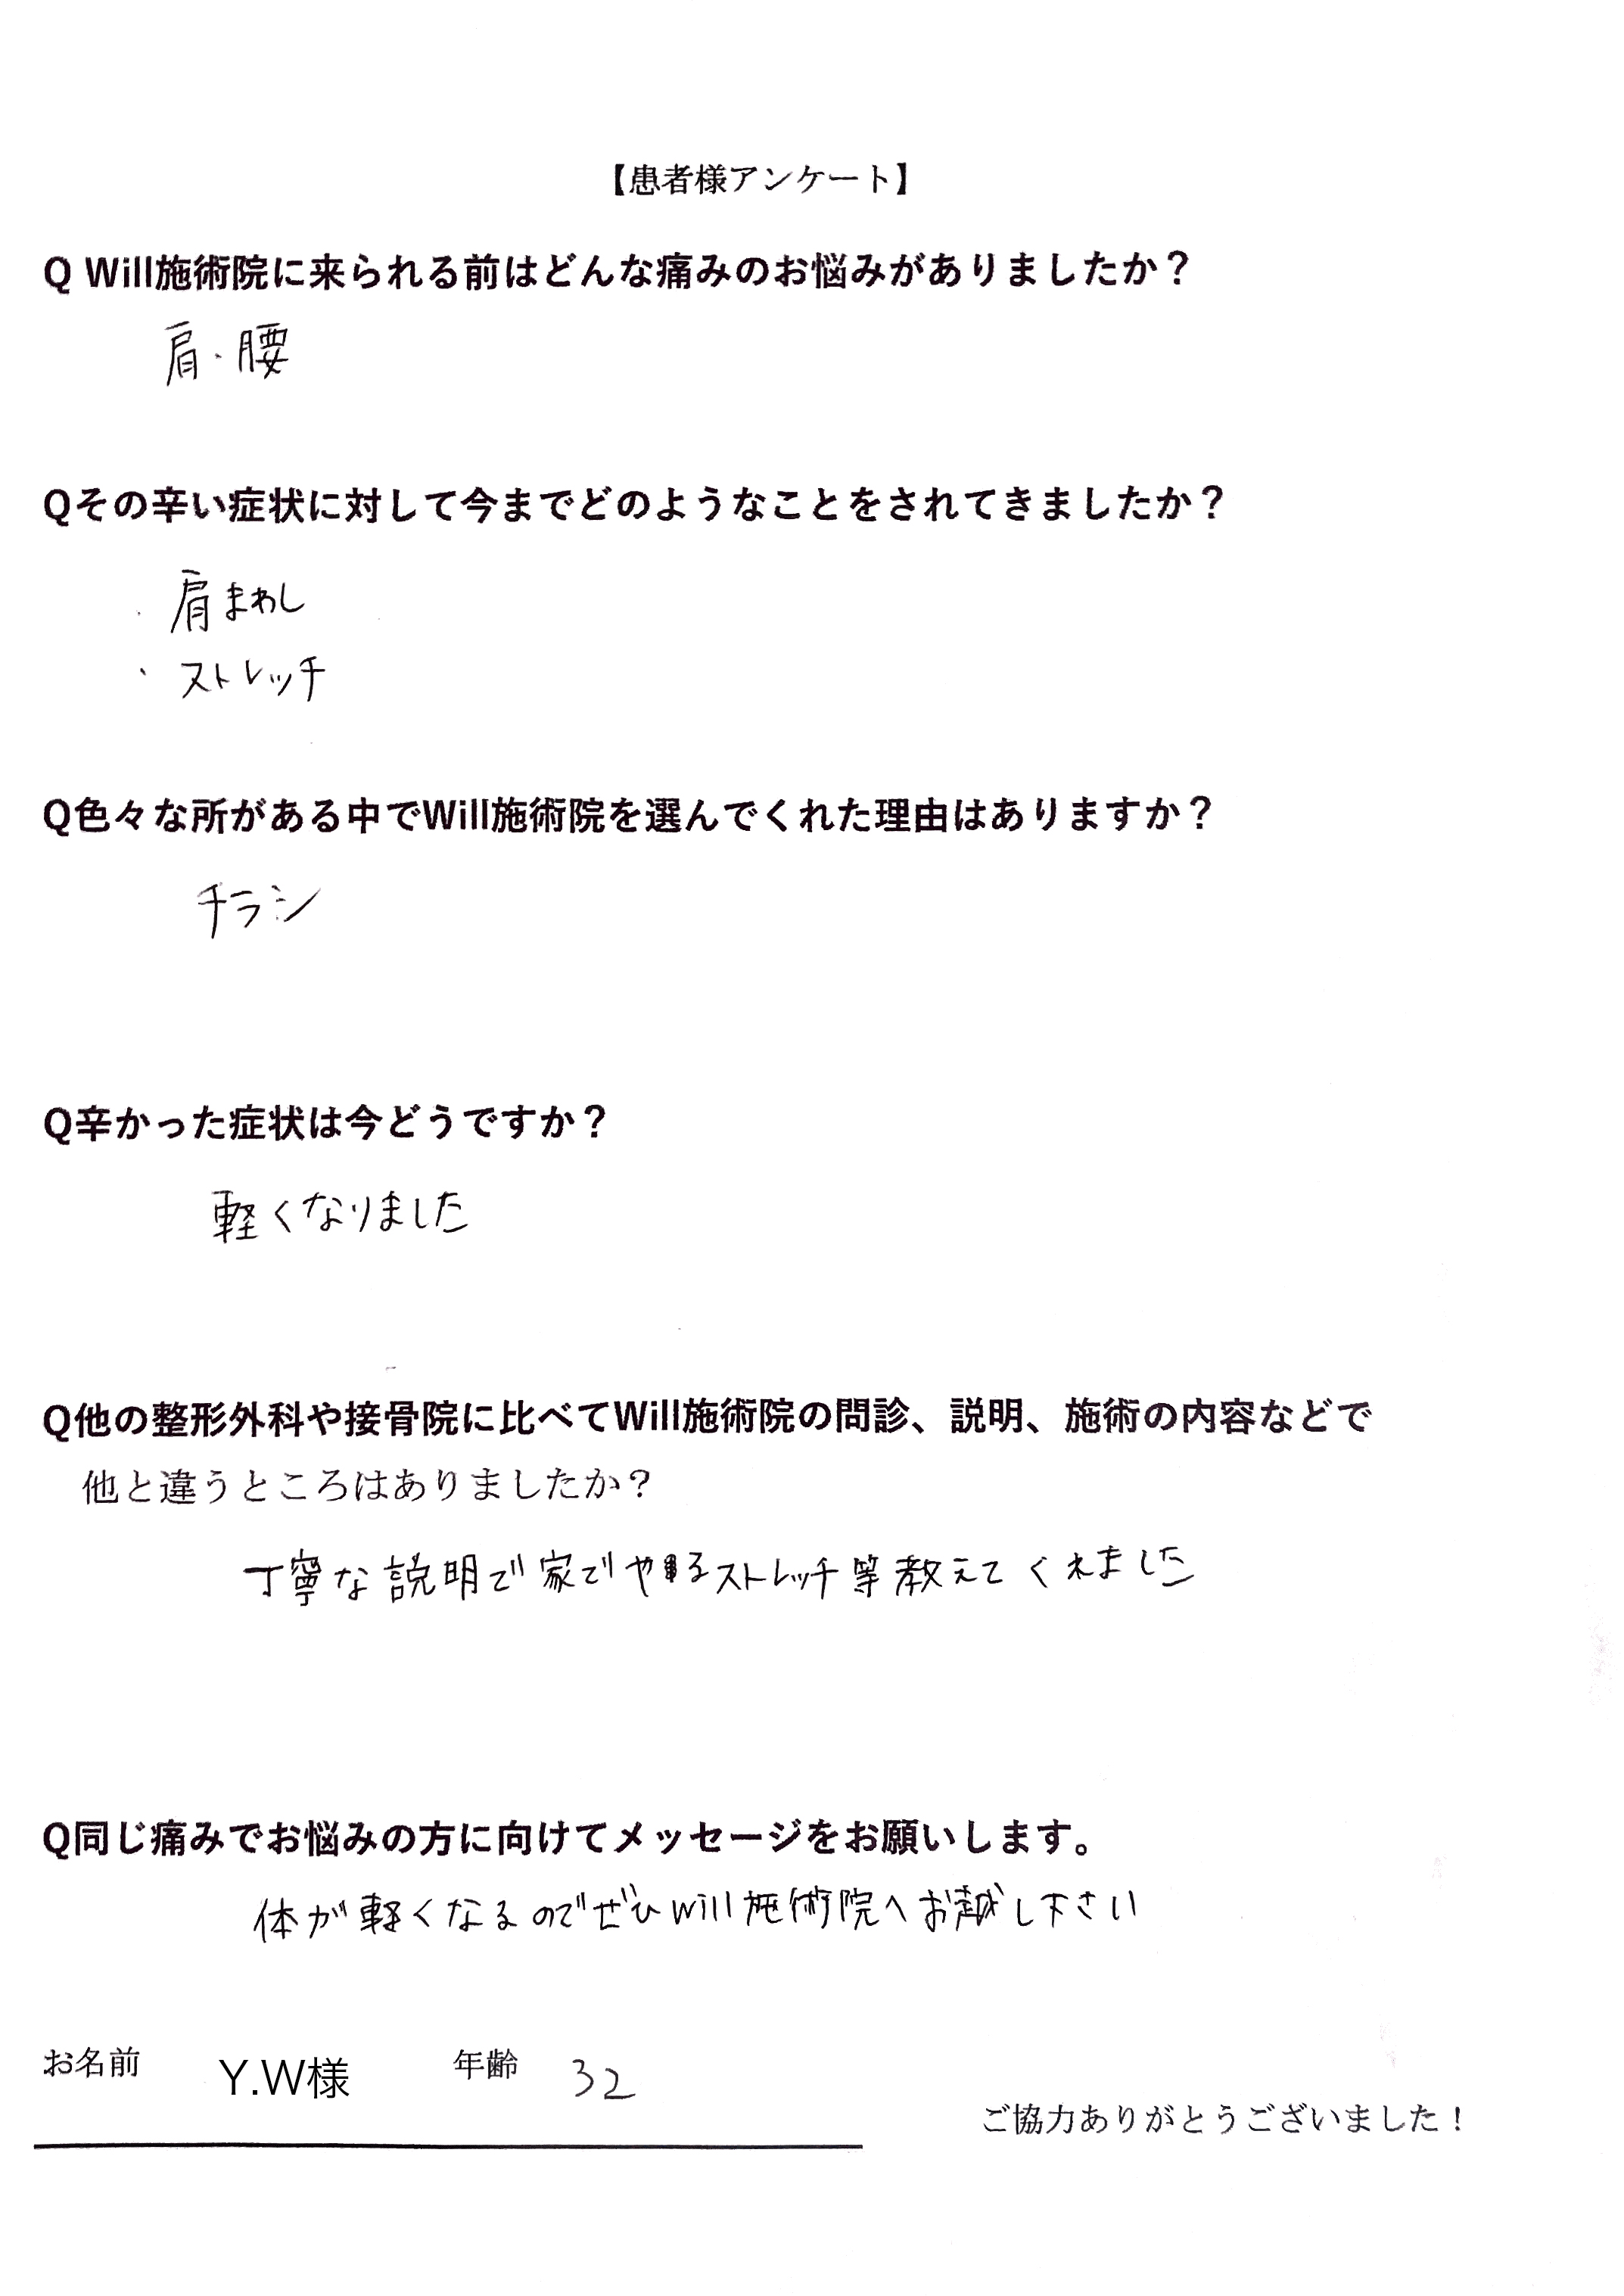 【患者様アンケート】
Q Will施術院に来られる前はどんな痛みのお悩みがありましたか？
肩・腰
Qその辛い症状に対して今までどのようなことをされてきましたか？
・肩まわし
・ストレッチ
Q色々な所がある中でWill施術院を選んでくれた理由はありますか？
チラシ
Q辛かった症状は今どうですか？
軽くなりました
Q他の整形外科や接骨院に比べてWill施術院の問診、説明、施術の内容などで
他と違うところはありましたか？
丁寧な説明で家でやるストレッチ等教えてくれました
Q同じ痛みでお悩みの方に向けてメッセージをお願いします。
体が軽くなるのでぜひwill施術院へお越し下さい
お名前 Y.W様 年齢 32
ご協力ありがとうございました！